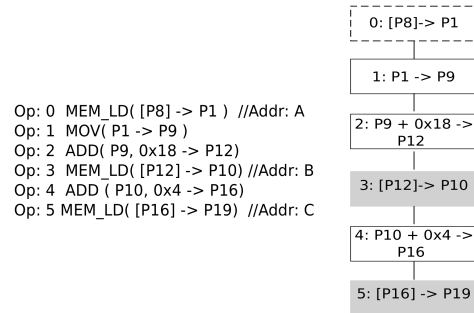 Op: 0 MEM_LD( [P8] -> P1 ) //Addr: A
Op: 1 MOV( P1 -> P9 )
Op: 2 ADD( P9, 0x18 -> P12)
Op: 3 MEM_LD( [P12] -> P10) //Addr: B
Op: 4 ADD ( P10, 0x4 -> P16)
Op: 5 MEM_LD( [P16] -> P19) //Addr: C
0: [P8]-> P1
1: P1 -> P9
2: P9 + 0x18 ->
P12
3: [P12]-> P10
4: P10 + 0x4 ->
P16
5: [P16] -> P19